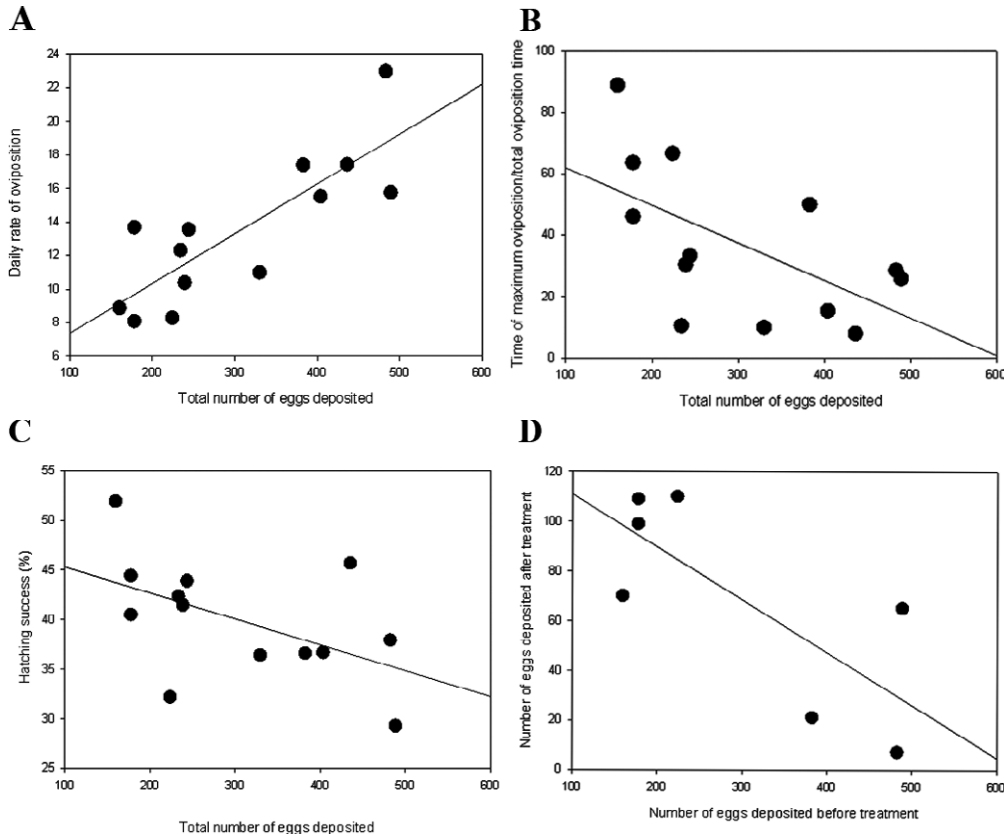 A
Daily rate of oviposition
24
22
20
18
16
14
12
10
8
6
100 200 300 400 500 600
Total number of eggs deposited
B
Time of maximum oviposition/total oviposition time
100
80
60
40
20
0
100 200 300 400 500 600
Total number of eggs deposited
C
Hatching success (%)
55
50
45
40
35
30
25
100 200 300 400 500 600
Total number of eggs deposited
D
Number of eggs deposited after treatment
120
100
80
60
40
20
0
100 200 300 400 500 600
Number of eggs deposited before treatment